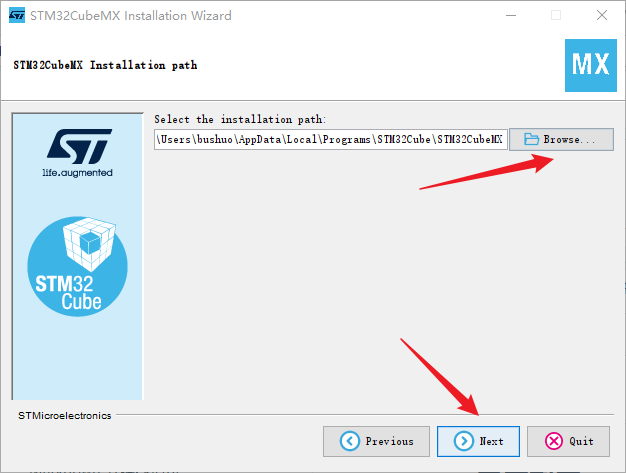 STM32CubeMX Installation Wizard
STM32CubeMX Installation path
MX
Select the installation path:
\Users\bushuo\AppData\Local\Programs\STM32Cube\STM32CubeMX
Browse...
ST
life.augmented
STM32
Cube
STMicroelectronics
Previous
Next
Quit